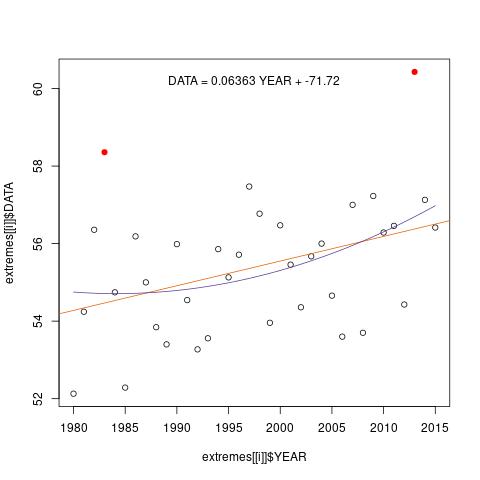 DATA = 0.06363 YEAR + -71.72
extremes[[i]]$DATA
60
58
56
54
52
1980 1985 1990 1995 2000 2005 2010 2015
extremes[[i]]$YEAR